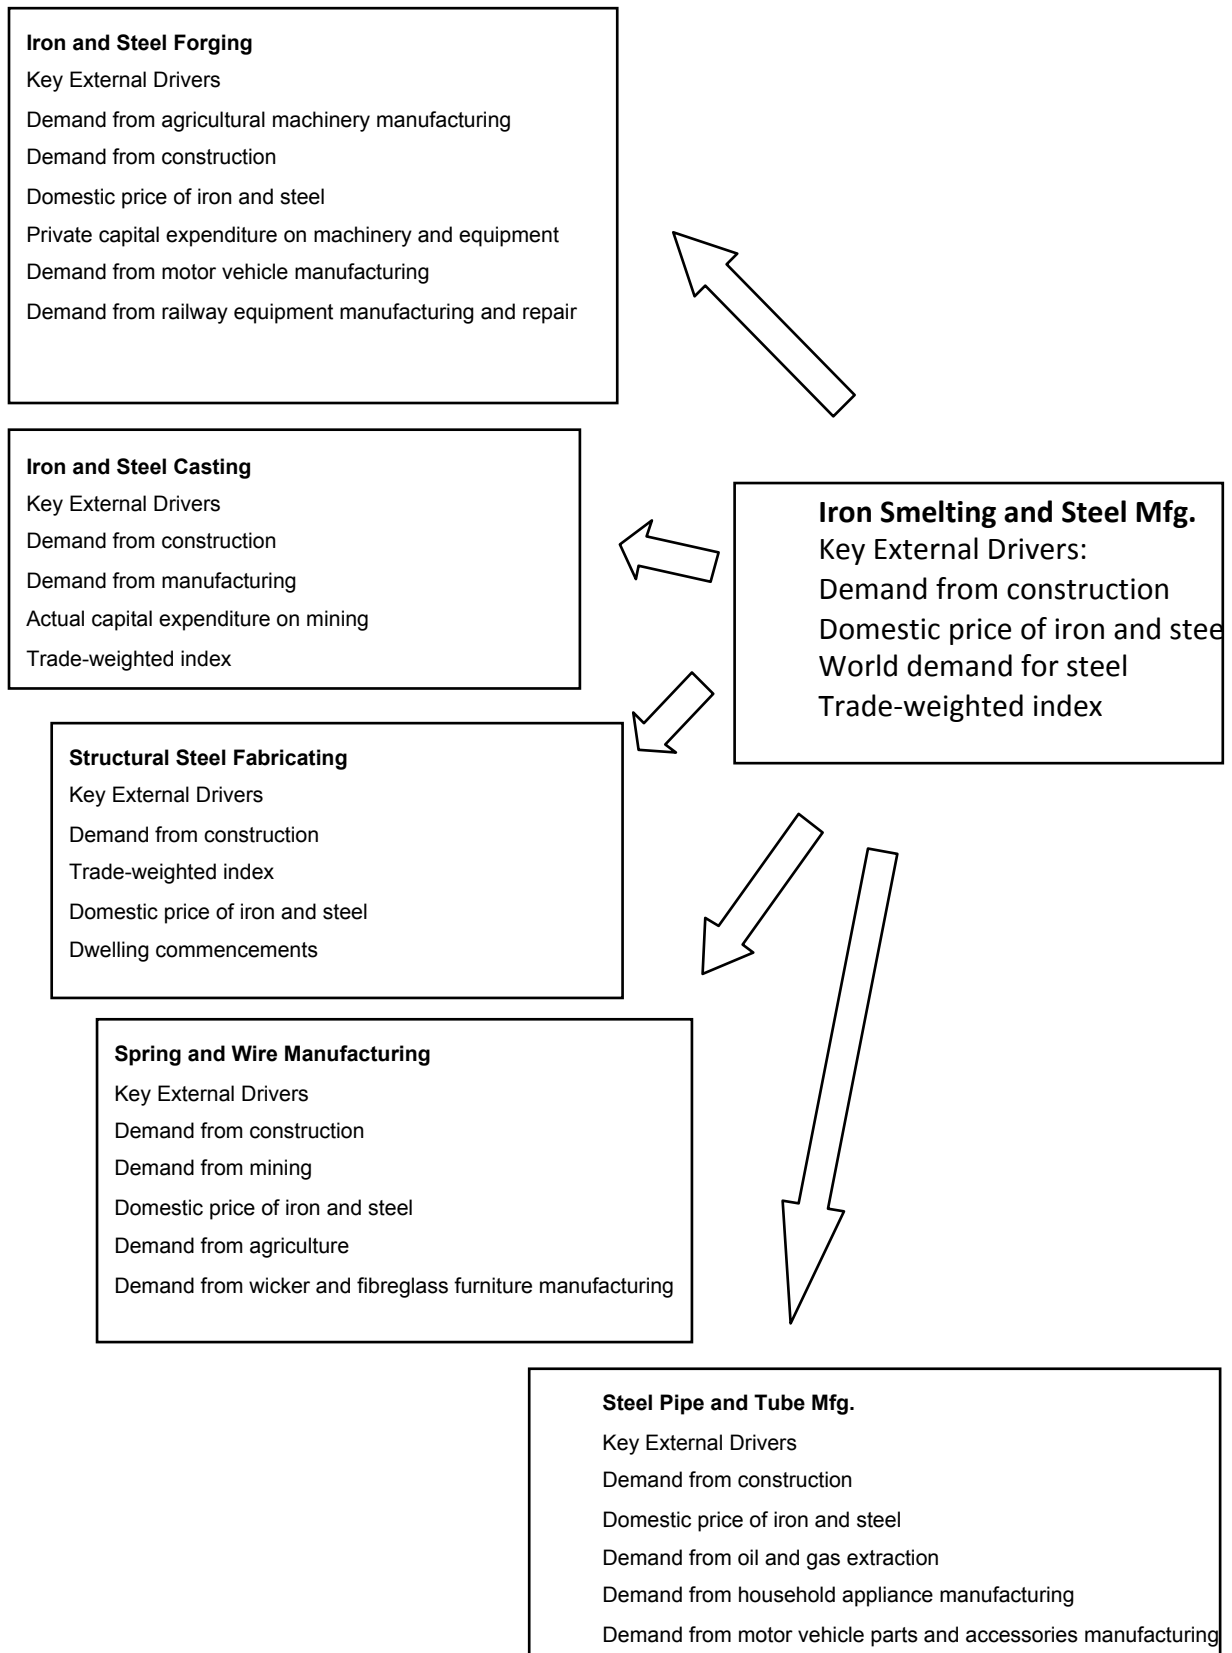 Iron and Steel Forging
Key External Drivers
Demand from agricultural machinery manufacturing
Demand from construction
Domestic price of iron and steel
Private capital expenditure on machinery and equipment
Demand from motor vehicle manufacturing
Demand from railway equipment manufacturing and repair
Iron and Steel Casting
Key External Drivers
Demand from construction
Demand from manufacturing
Actual capital expenditure on mining
Trade-weighted index
Iron Smelting and Steel Mfg.
Key External Drivers:
Demand from construction
Domestic price of iron and stee
World demand for steel
Trade-weighted index
Structural Steel Fabricating
Key External Drivers
Demand from construction
Trade-weighted index
Domestic price of iron and steel
Dwelling commencements
Spring and Wire Manufacturing
Key External Drivers
Demand from construction
Demand from mining
Domestic price of iron and steel
Demand from agriculture
Demand from wicker and fibreglass furniture manufacturing
Steel Pipe and Tube Mfg.
Key External Drivers
Demand from construction
Domestic price of iron and steel
Demand from oil and gas extraction
Demand from household appliance manufacturing
Demand from motor vehicle parts and accessories manufacturing